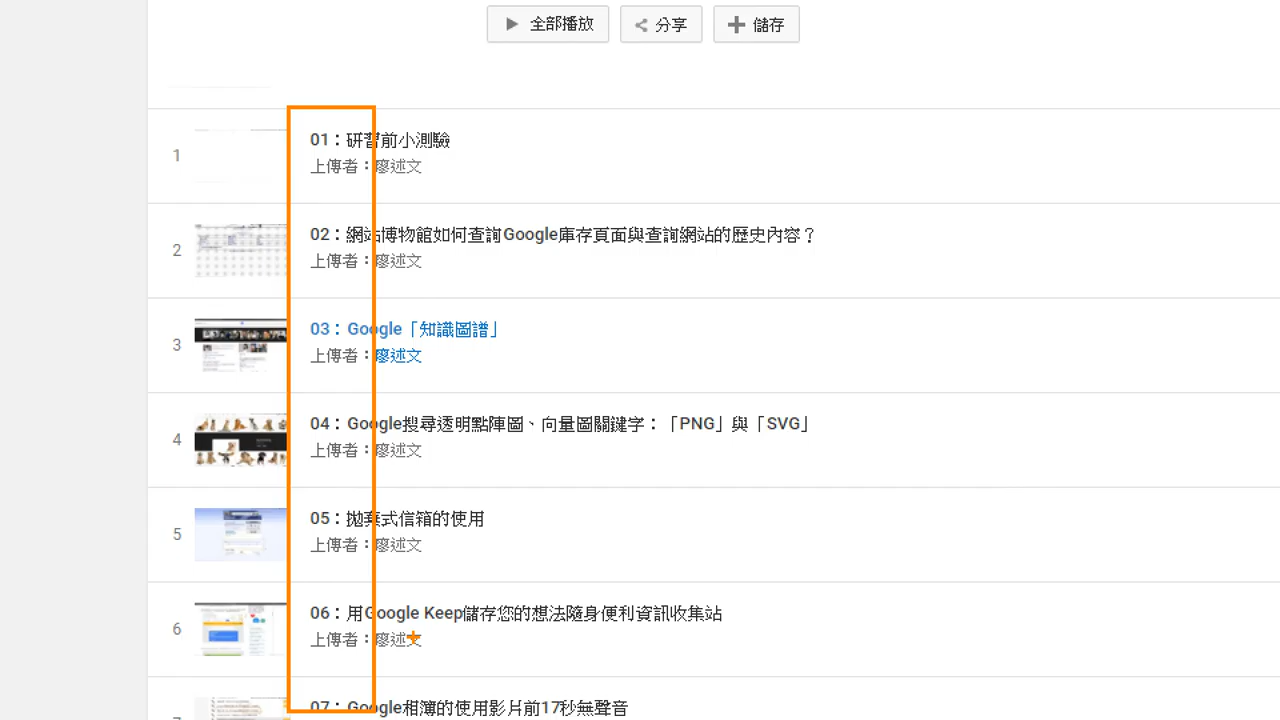 全部播放
分享
儲存
1
01：研習前小測驗
上傳者：廖述文
2
02：網站博物館如何查詢Google庫存頁面與查詢網站的歷史內容？
上傳者：廖述文
3
03：Google「知識圖譜」
上傳者：廖述文
4
04：Google搜尋透明點陣圖、向量圖關鍵字：「PNG」與「SVG」
上傳者：廖述文
5
05：拋棄式信箱的使用
上傳者：廖述文
6
06：用Google Keep儲存您的想法隨身便利資訊收集站
上傳者：廖述文
07：Google相簿的使用影片前17秒無聲音